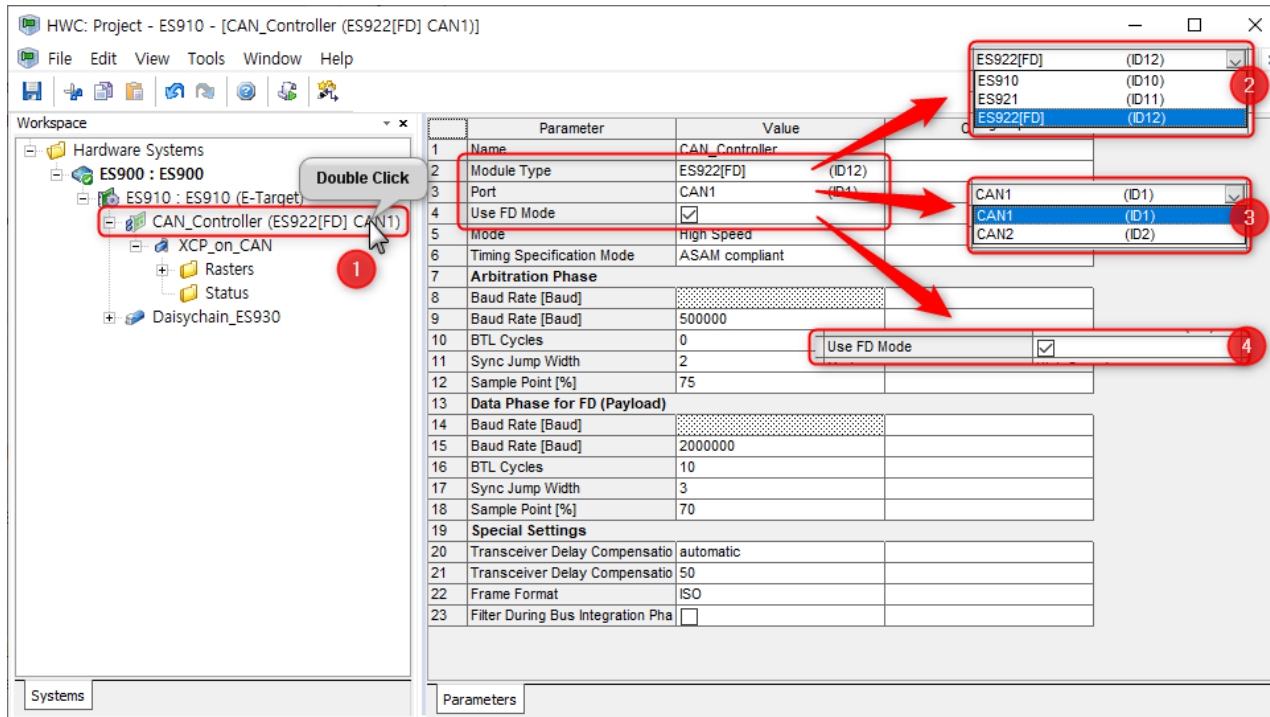 HWC: Project - ES910 - [CAN_Controller (ES922[FD] CAN1)]
File Edit View Tools Window Help
Workspace
Hardware Systems
ES900 : ES900
ES910 : ES910 (E-Target)
CAN_Controller (ES922[FD] CAN1)
XCP_on_CAN
Rasters
Status
Daisychain_ES930
Double Click
1
Systems
Parameter Value
1 Name CAN_Controller
2 Module Type ES922[FD] (ID12)
3 Port CAN1 (ID1)
4 Use FD Mode
5 Mode High Speed
6 Timing Specification Mode ASAM compliant
7 Arbitration Phase
8 Baud Rate [Baud]
9 Baud Rate [Baud] 500000
10 BTL Cycles 0
11 Sync Jump Width 2
12 Sample Point [%] 75
13 Data Phase for FD (Payload)
14 Baud Rate [Baud]
15 Baud Rate [Baud] 2000000
16 BTL Cycles 10
17 Sync Jump Width 3
18 Sample Point [%] 70
19 Special Settings
20 Transceiver Delay Compensatio automatic
21 Transceiver Delay Compensatio 50
22 Frame Format ISO
23 Filter During Bus Integration Pha
Parameters
ES922[FD] (ID12)
ES910 (ID10)
ES921 (ID11)
ES922[FD] (ID12)
2
CAN1 (ID1)
CAN1 (ID1)
CAN2 (ID2)
3
Use FD Mode
4